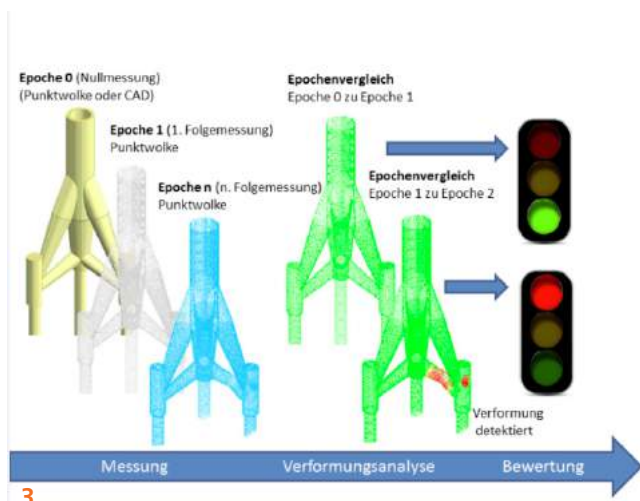 Epoche 0 (Nullmessung)
(Punktwolke oder CAD)
Epoche 1 (1. Folgemessung)
Punktwolke
Epoche n (n. Folgemessung)
Punktwolke
Epochenvergleich
Epoche 0 zu Epoche 1
Epochenvergleich
Epoche 1 zu Epoche 2
Verformung
detektiert
Messung
Verformungsanalyse
Bewertung
3